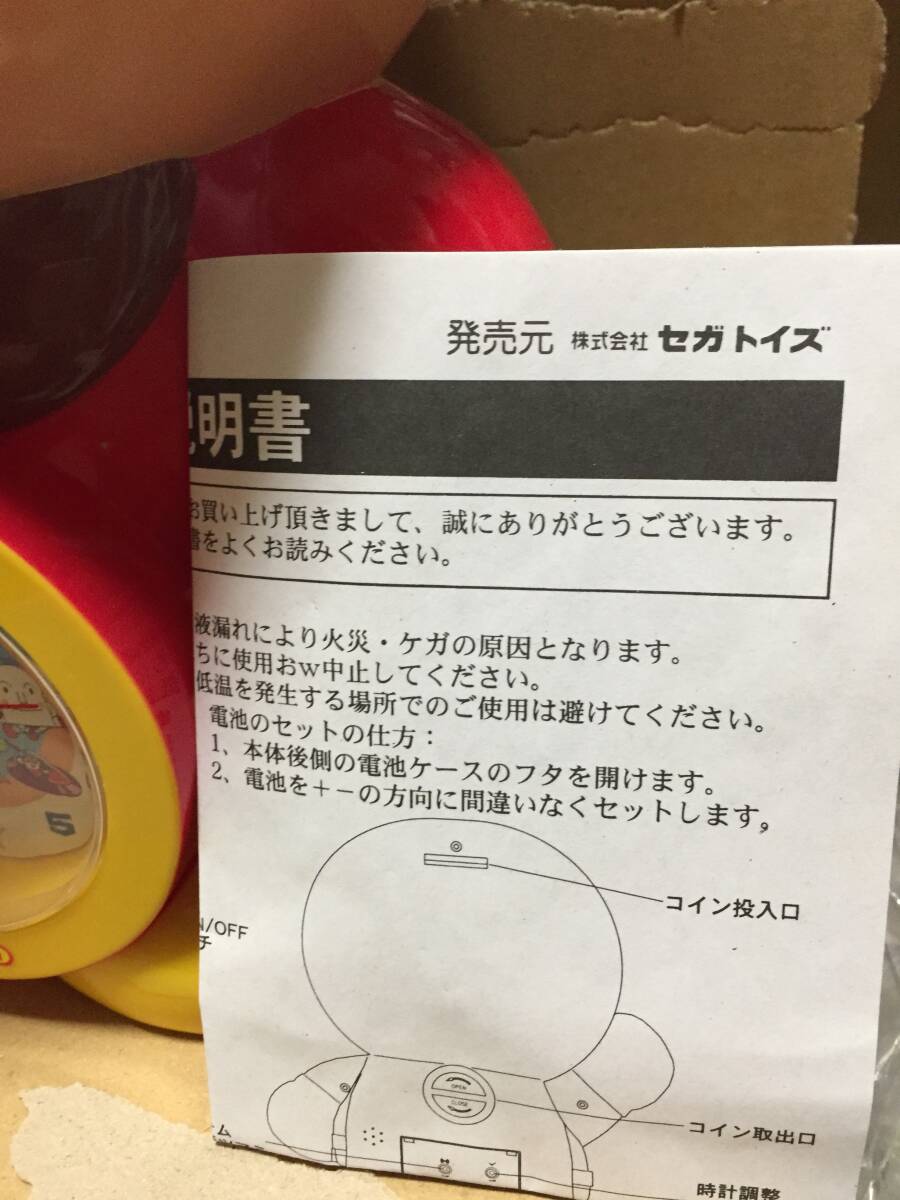 発売元 株式会社 セガトイズ
明書
お買い上げ頂きまして、誠にありがとうございます。
書をよくお読みください。
液漏れにより火災・ケガの原因となります。
ちに使用おw中止してください。
低温を発生する場所でのご使用は避けてください。
電池のセットの仕方：
1、本体後側の電池ケースのフタを開けます。
2、電池を＋−の方向に間違いなくセットします。
コイン投入口
N/OFF
チ
OPEN
CLOSE
コイン取出口
ム
時計調整
5